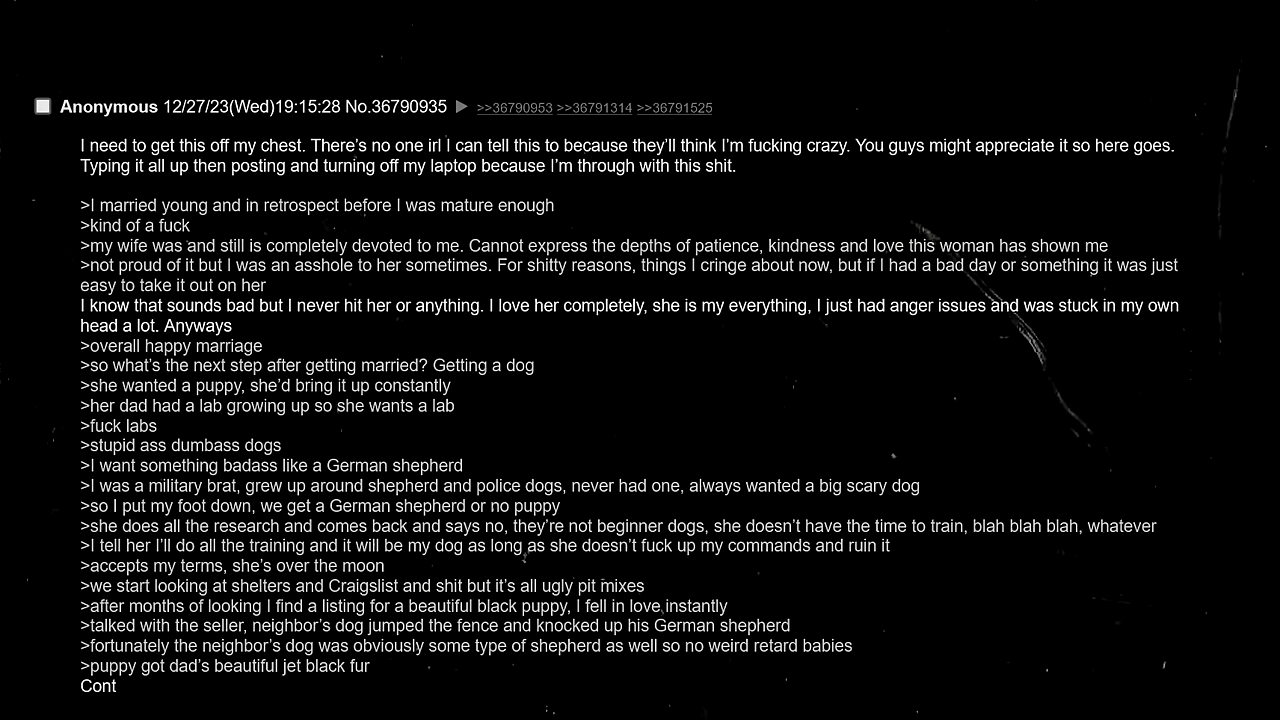 Anonymous 12/27/23(Wed)19:15:28 No.36790935 ▶ >>36790953 >>36791314 >>36791525
I need to get this off my chest. There's no one irl I can tell this to because they'll think I'm fucking crazy. You guys might appreciate it so here goes.
Typing it all up then posting and turning off my laptop because I'm through with this shit.
>I married young and in retrospect before I was mature enough
>kind of a fuck
>my wife was and still is completely devoted to me. Cannot express the depths of patience, kindness and love this woman has shown me
>not proud of it but I was an asshole to her sometimes. For shitty reasons, things I cringe about now, but if I had a bad day or something it was just
easy to take it out on her
I know that sounds bad but I never hit her or anything. I love her completely, she is my everything, I just had anger issues and was stuck in my own
head a lot. Anyways
>overall happy marriage
>so what's the next step after getting married? Getting a dog
>she wanted a puppy, she'd bring it up constantly
>her dad had a lab growing up so she wants a lab
>fuck labs
>stupid ass dumbass dogs
>I want something badass like a German shepherd
>I was a military brat, grew up around shepherd and police dogs, never had one, always wanted a big scary dog
>so I put my foot down, we get a German shepherd or no puppy
>she does all the research and comes back and says no, they're not beginner dogs, she doesn't have the time to train, blah blah blah, whatever
>I tell her I'll do all the training and it will be my dog as long as she doesn't fuck up my commands and ruin it
>accepts my terms, she's over the moon
>we start looking at shelters and Craigslist and shit but it's all ugly pit mixes
>after months of looking I find a listing for a beautiful black puppy, I fell in love instantly
>talked with the seller, neighbor's dog jumped the fence and knocked up his German shepherd
>fortunately the neighbor's dog was obviously some type of shepherd as well so no weird retard babies
>puppy got dad's beautiful jet black fur
Cont